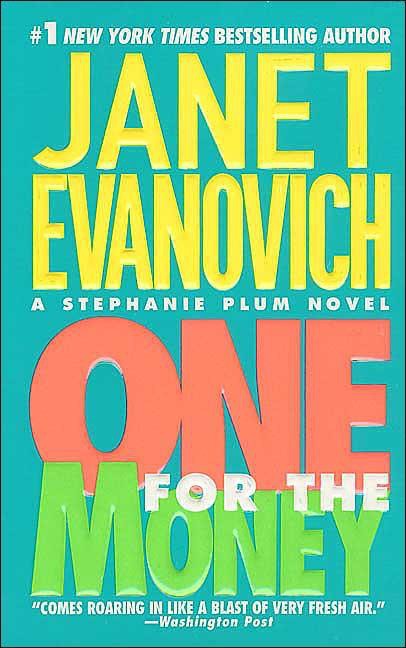 #1 NEW YORK TIMES BESTSELLING AUTHOR
JANET
EVANOVICH
A STEPHANIE PLUM NOVEL
ONE
FOR THE
MONEY
“COMES ROARING IN LIKE A BLAST OF VERY FRESH AIR.”
—Washington Post